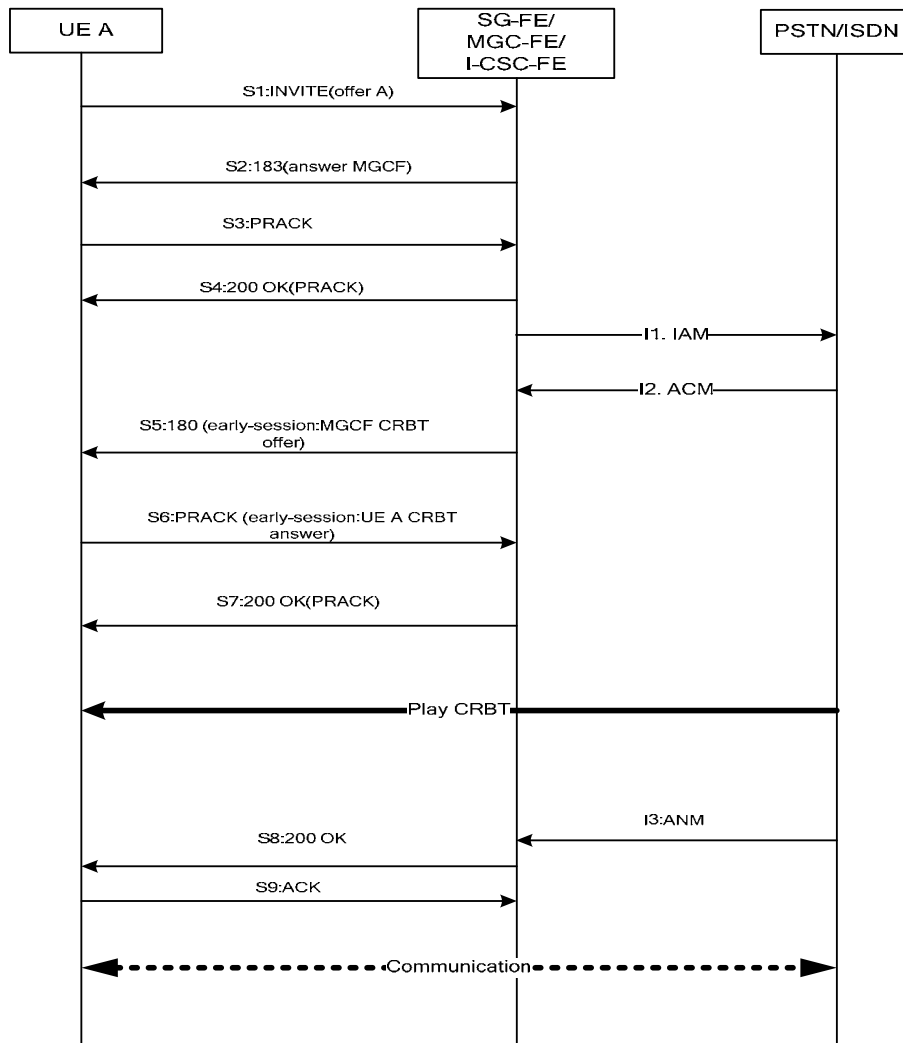 UE A
SG-FE/
MGC-FE/
I-CSC-FE
PSTN/ISDN
S1:INVITE(offer A)
S2:183(answer MGCF)
S3:PRACK
S4:200 OK(PRACK)
I1. IAM
I2. ACM
S5:180 (early-session:MGCF CRBT
offer)
S6:PRACK (early-session:UE A CRBT
answer)
S7:200 OK(PRACK)
Play CRBT
I3:ANM
S8:200 OK
S9:ACK
Communication